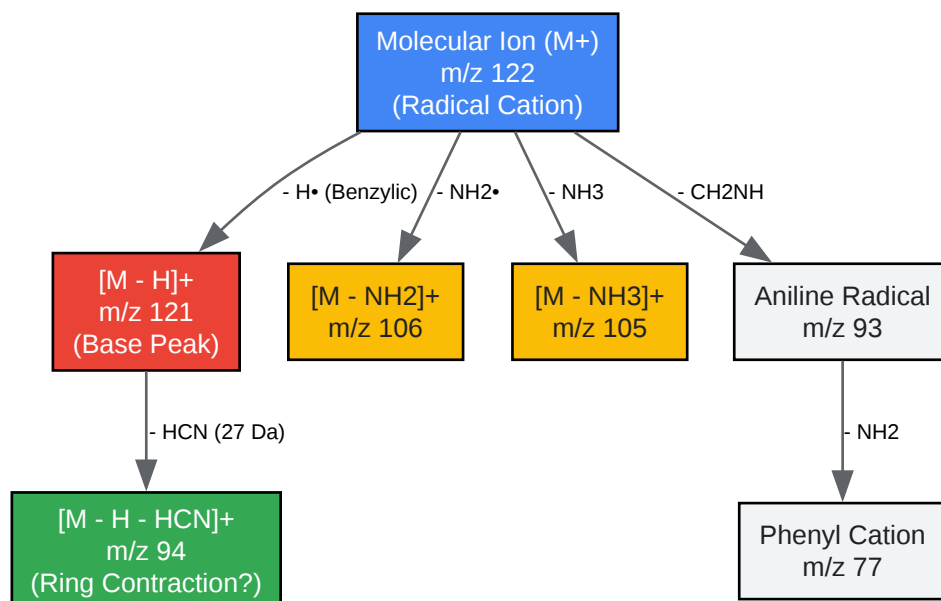 Molecular Ion (M+)
m/z 122
(Radical Cation)
- H• (Benzylic)
- NH2•
- NH3
- CH2NH
[M - H]+
m/z 121
(Base Peak)
[M - NH2]+
m/z 106
[M - NH3]+
m/z 105
Aniline Radical
m/z 93
- HCN (27 Da)
- NH2
[M - H - HCN]+
m/z 94
(Ring Contraction?)
Phenyl Cation
m/z 77